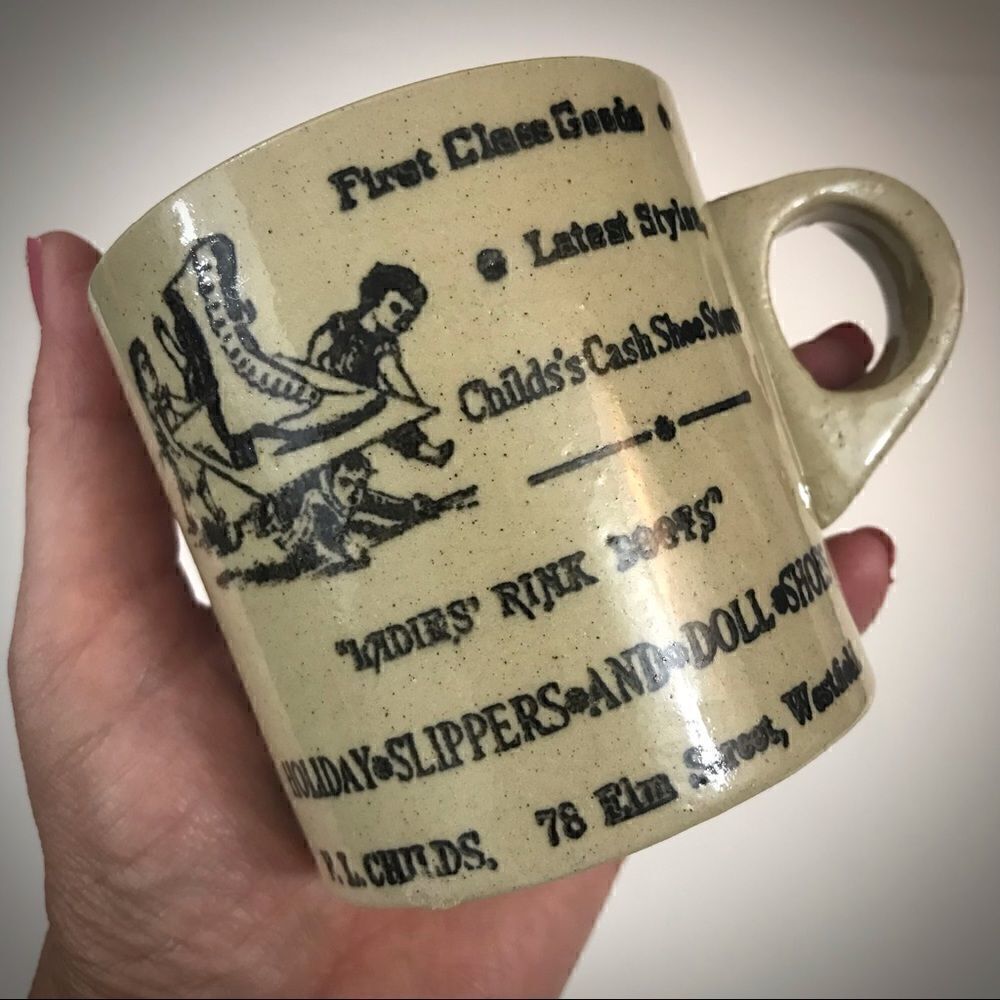 First Class Goods
Latest Styles,
Childs's Cash Shoe Store
"LADIES' RINK BOOTS"
HOLIDAY SLIPPERS AND DOLL SHOES
F. L. CHILDS, 78 Elm Street, Westfield